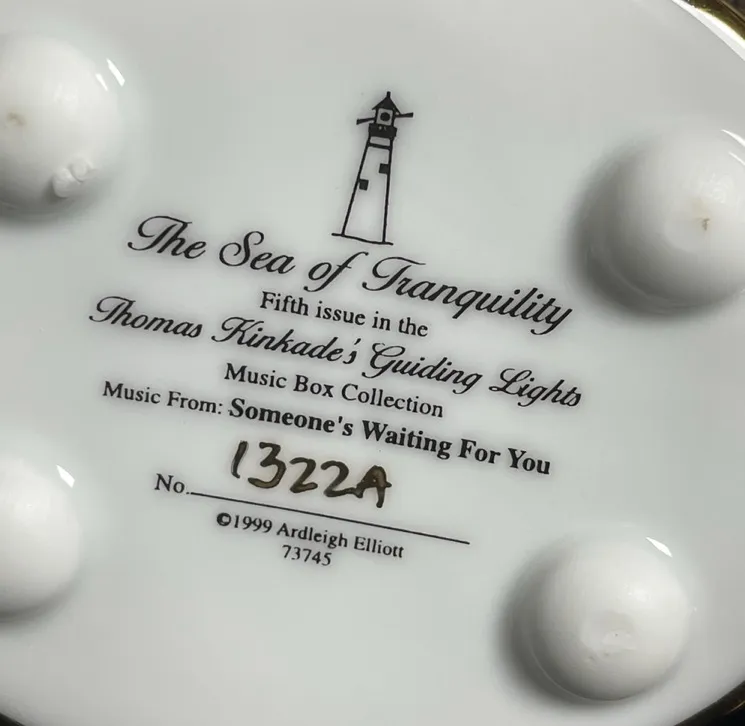 The Sea of Tranquility
Fifth issue in the
Thomas Kinkade's Guiding Lights
Music Box Collection
Music From: Someone's Waiting For You
1322A
No.
©1999 Ardleigh Elliott
73745